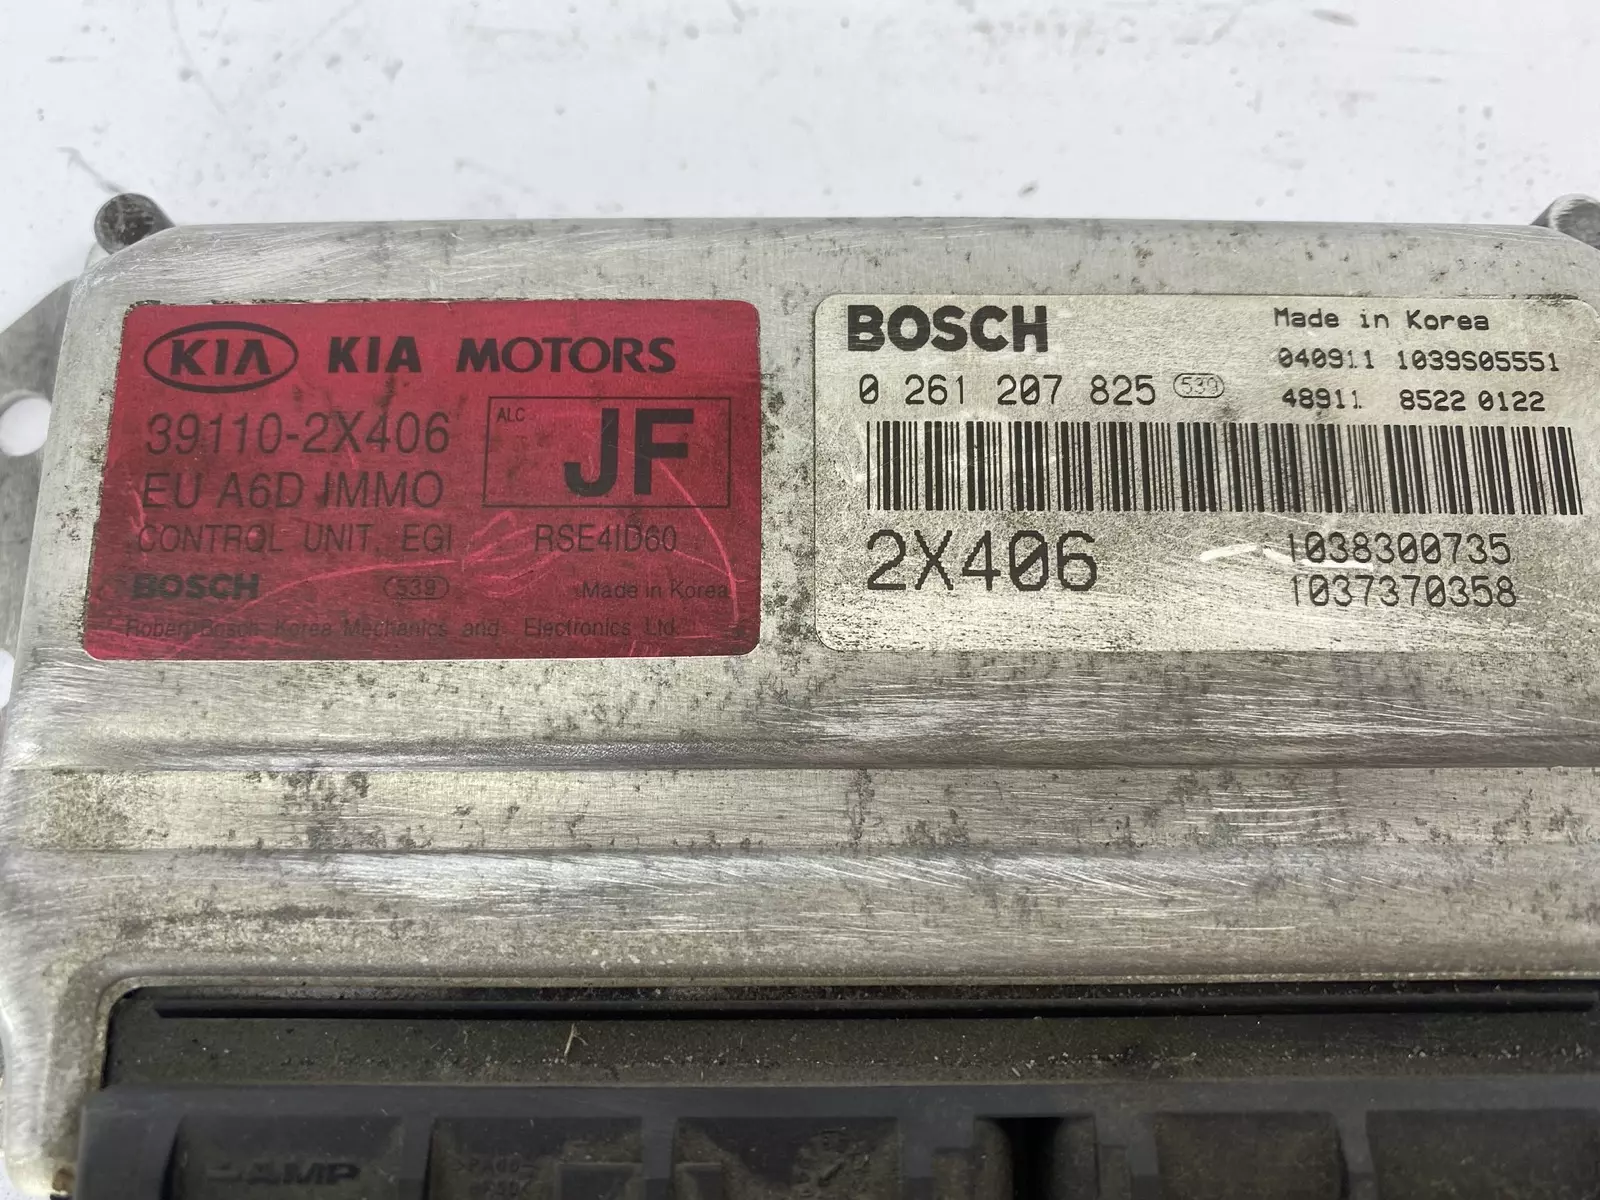 KIA KIA MOTORS
39110-2X406
ALC
JF
EU A6D IMMO
CONTROL UNIT, EGI
RSE4ID60
BOSCH 539 Made in Korea
Robert Bosch Korea Mechanics and Electronics Ltd.
BOSCH
Made in Korea
040911 1039S05551
0 261 207 825 539
48911 8522 0122
2X406
1038300735
1037370358
AMP